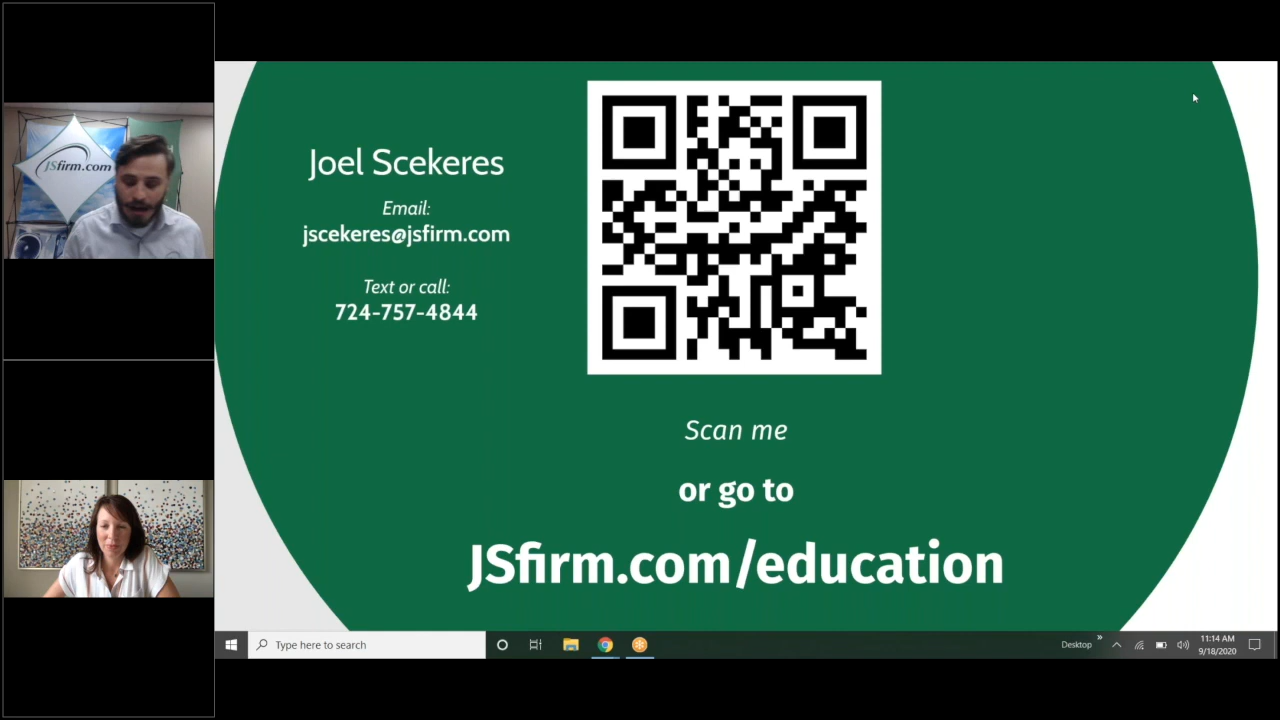 JSfirm.com
Joel Scekeres
Email:
jscekeres@jsfirm.com
Text or call:
724-757-4844
Scan me
or go to
JSfirm.com/education
Type here to search
Desktop
11:14 AM
9/18/2020